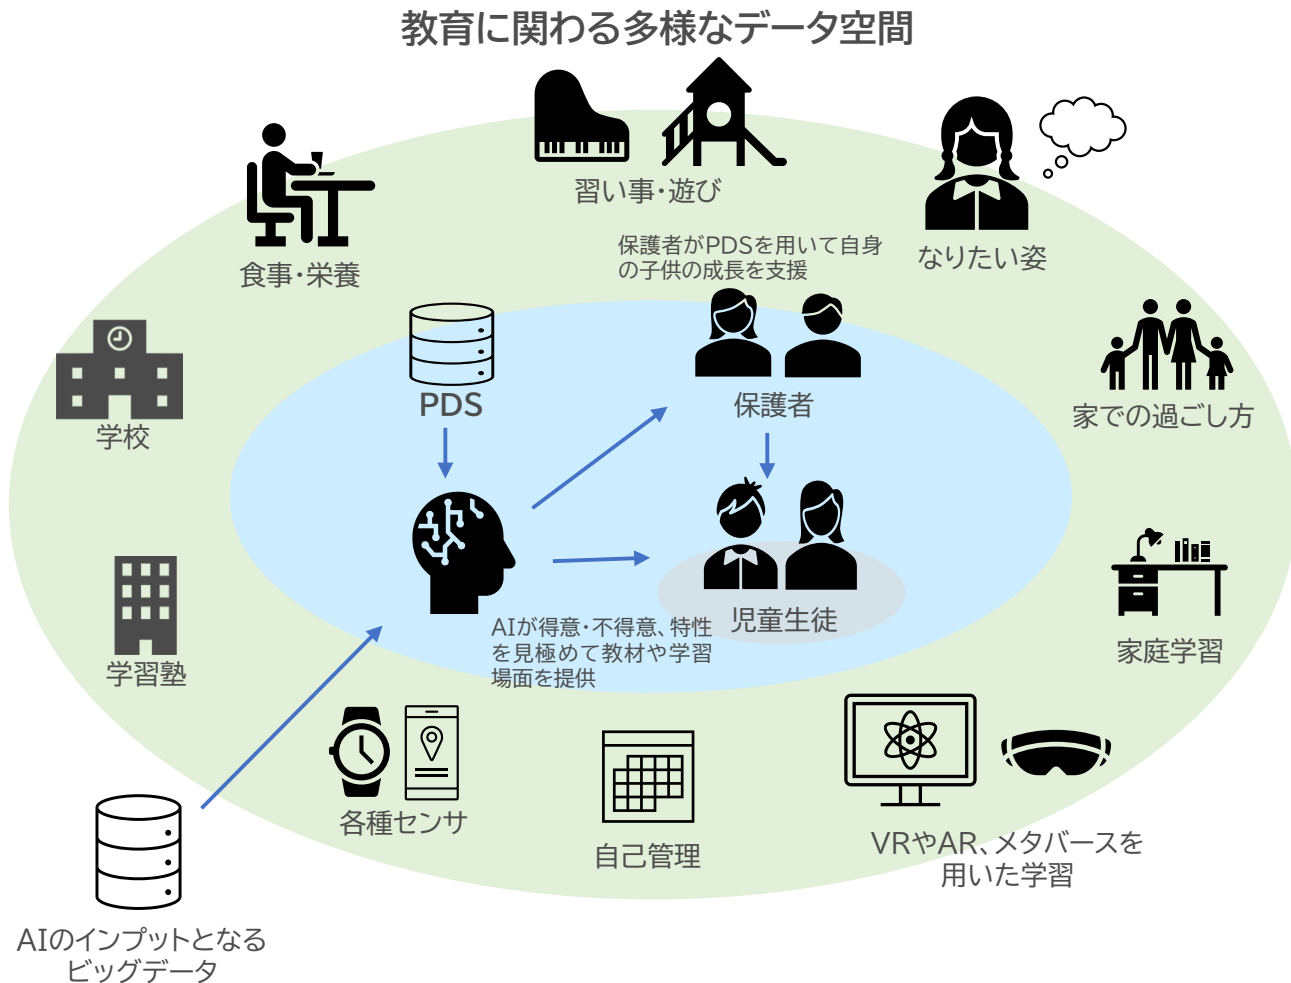 教育に関わる多様なデータ空間
習い事・遊び
食事・栄養
保護者がPDSを用いて自身
の子供の成長を支援
なりたい姿
学校
PDS
保護者
家での過ごし方
学習塾
AIが得意・不得意、特性
を見極めて教材や学習
場面を提供
児童生徒
家庭学習
各種センサ
自己管理
VRやAR、メタバースを
用いた学習
AIのインプットとなる
ビッグデータ